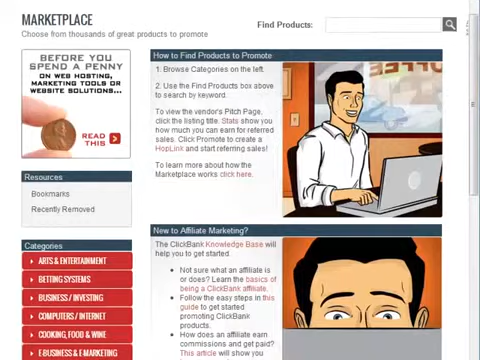 MARKETPLACE
Choose from thousands of great products to promote
Find Products:
BEFORE YOU
SPEND A PENNY
ON WEB HOSTING,
MARKETING TOOLS OR
WEBSITE SOLUTIONS...
READ
THIS
Resources
Bookmarks
Recently Removed
Categories
ARTS & ENTERTAINMENT
BETTING SYSTEMS
BUSINESS / INVESTING
COMPUTERS / INTERNET
COOKING, FOOD & WINE
E-BUSINESS & E-MARKETING
How to Find Products to Promote
1. Browse Categories on the left.
2. Use the Find Products box above
to search by keyword.
To view the vendor's Pitch Page,
click the listing title. Stats show you
how much you can earn for referred
sales. Click Promote to create a
HopLink and start referring sales!
To learn more about how the
Marketplace works click here.
New to Affiliate Marketing?
The ClickBank Knowledge Base will
help you to get started.
Not sure what an affiliate is
or does? Learn the basics of
being a ClickBank affiliate.
Follow the easy steps in this
guide to get started
promoting ClickBank
products.
How does an affiliate earn
commissions and get paid?
This article will show you